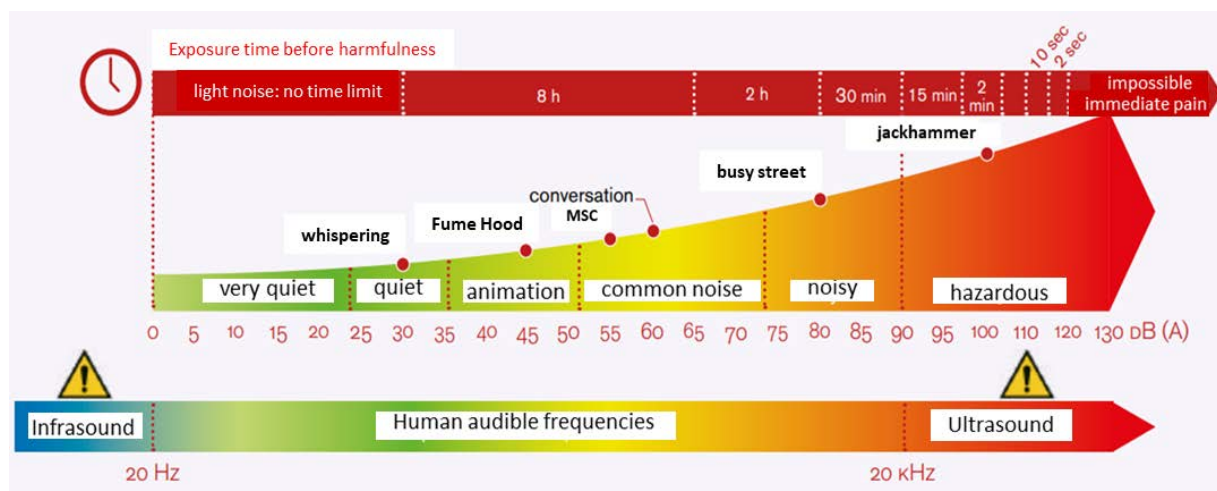 Exposure time before harmfulness
10 sec
2 sec
light noise: no time limit
8 h
2 h
30 min
15 min
2
min
impossible
immediate pain
jackhammer
busy street
conversation
MSC
Fume Hood
whispering
very quiet
quiet
animation
common noise
noisy
hazardous
0 5 10 20 25 30 35 40 45 50 55 60 65 70 75 80 85 90 95 100 110 120 130 DB (A)
Infrasound
Human audible frequencies
Ultrasound
20 Hz
20 KHz